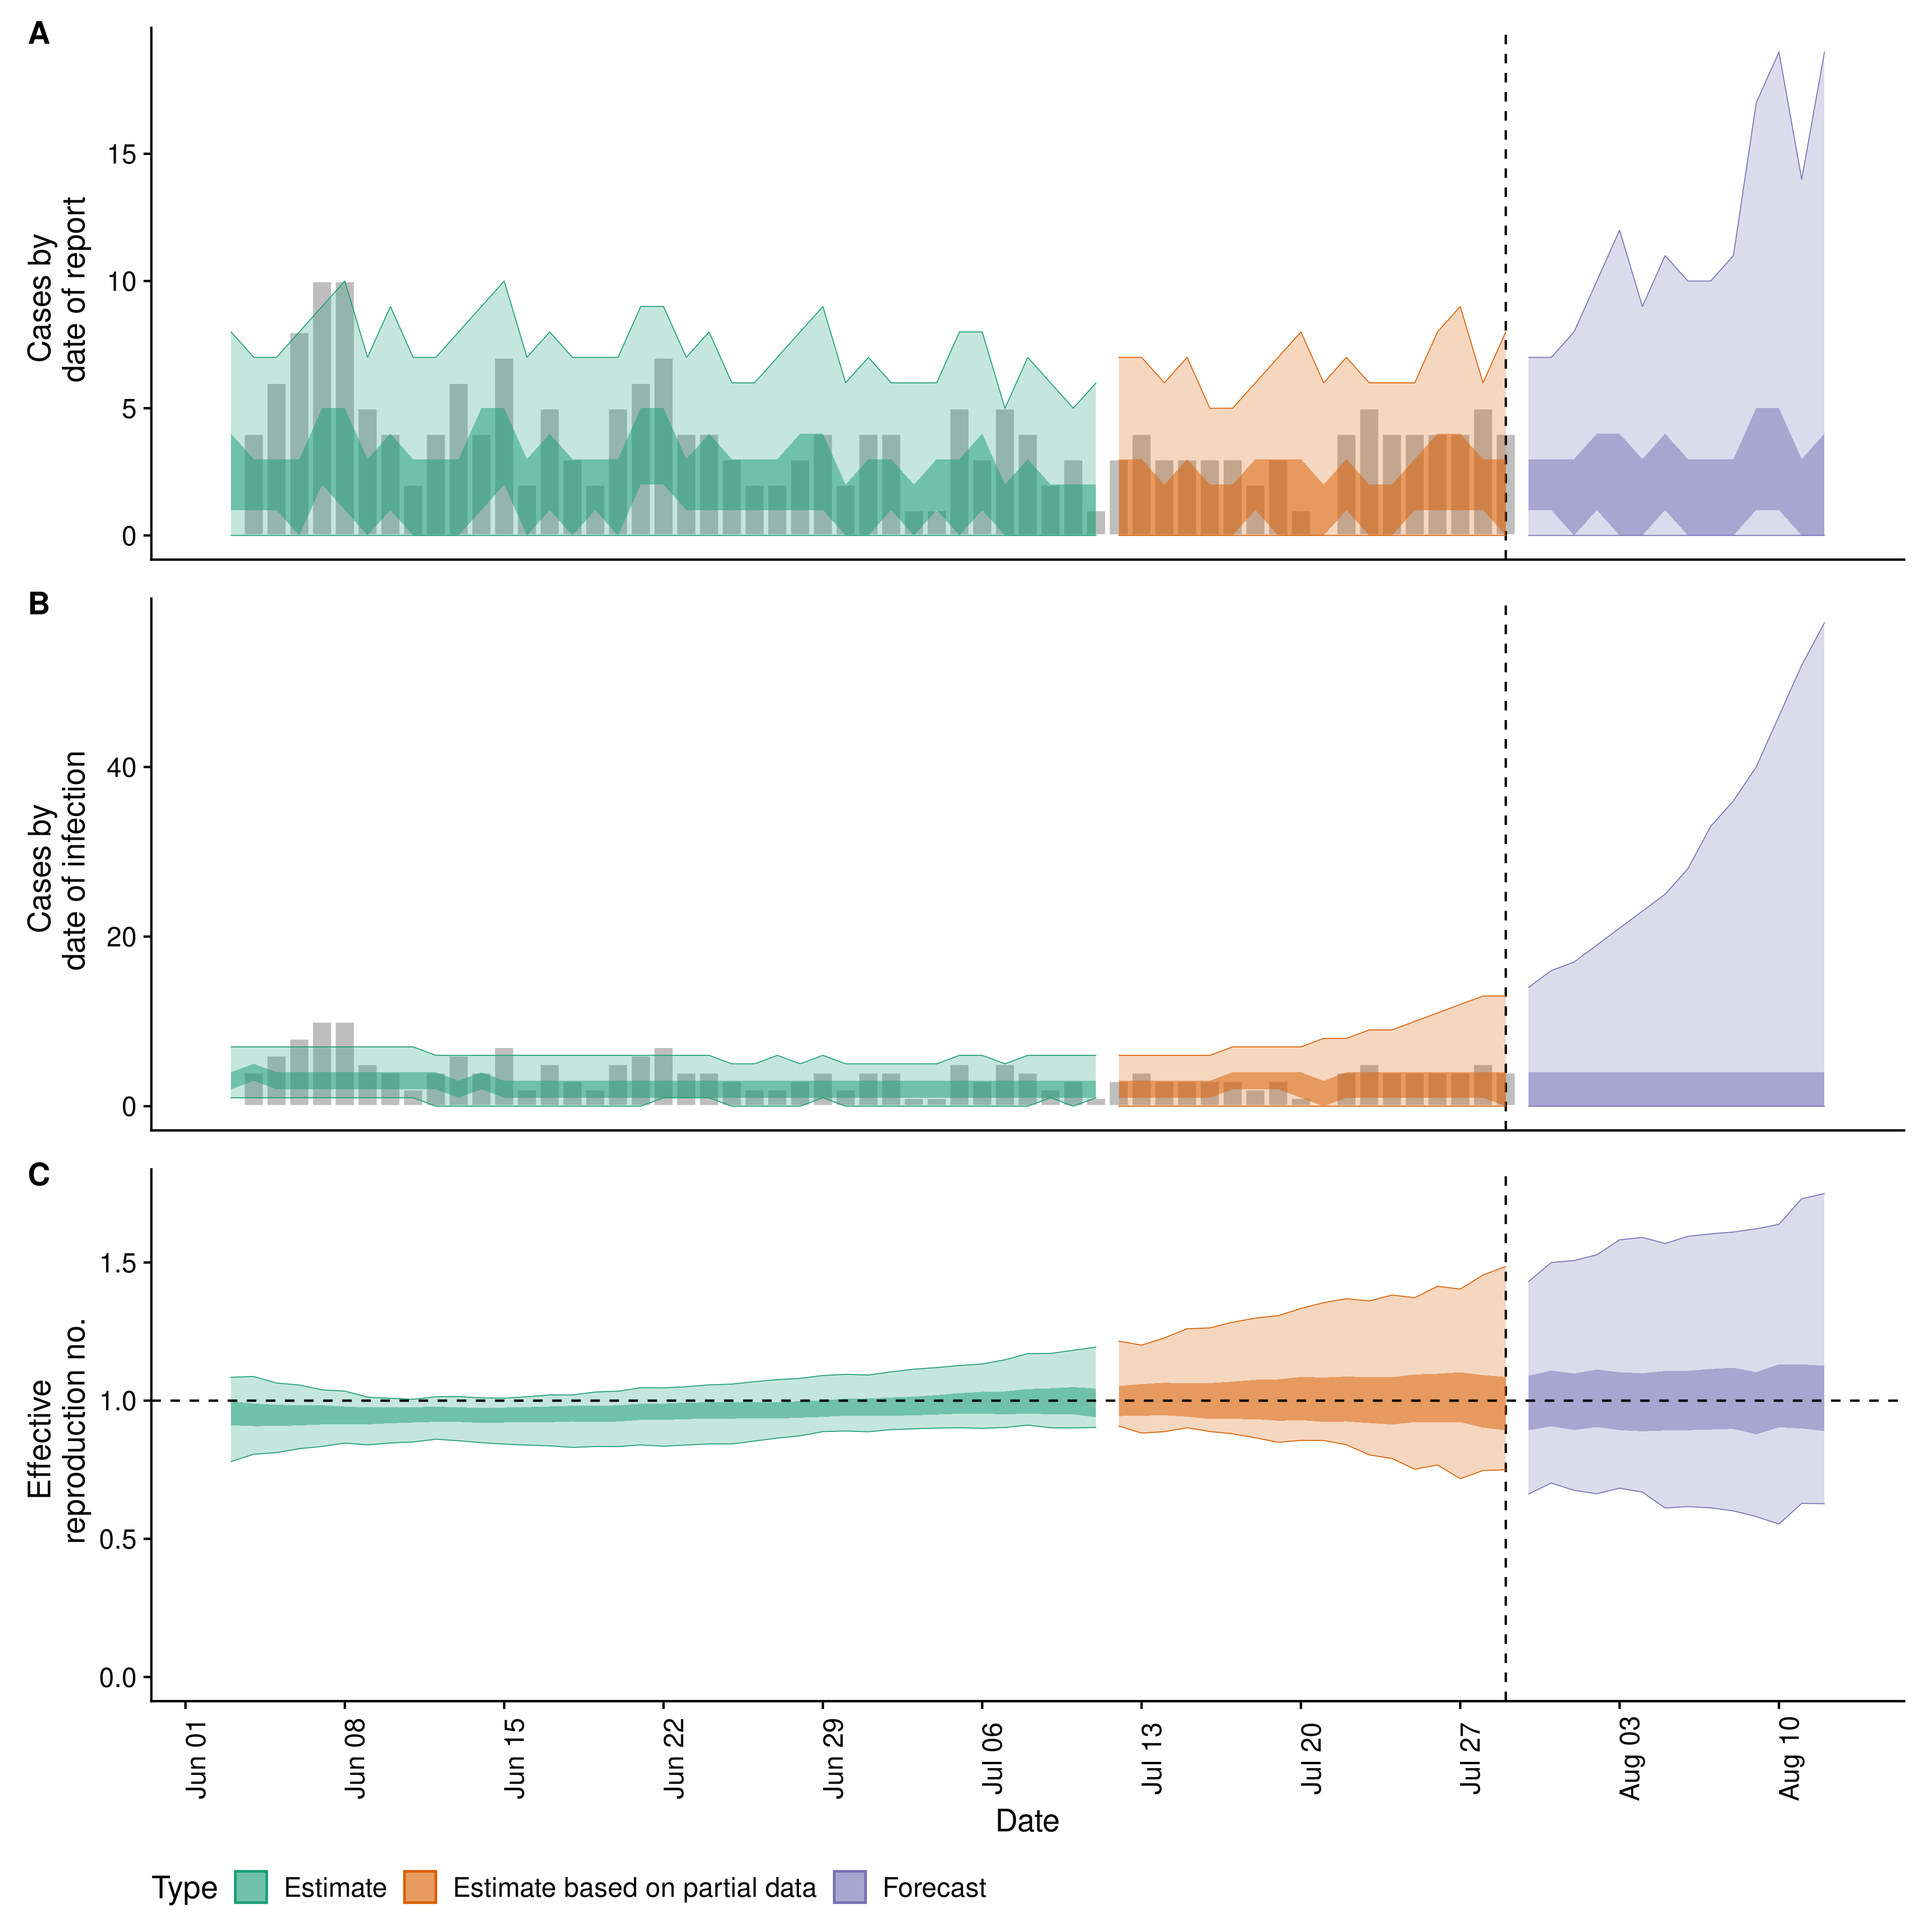 A
Cases by
date of report
15
10
5
0
B
Cases by
date of infection
40
20
0
C
Effective
reproduction no.
1.5
1.0
0.5
0.0
Jun 01
Jun 08
Jun 15
Jun 22
Jun 29
Jul 06
Jul 13
Jul 20
Jul 27
Aug 03
Aug 10
Date
Type Estimate Estimate based on partial data Forecast